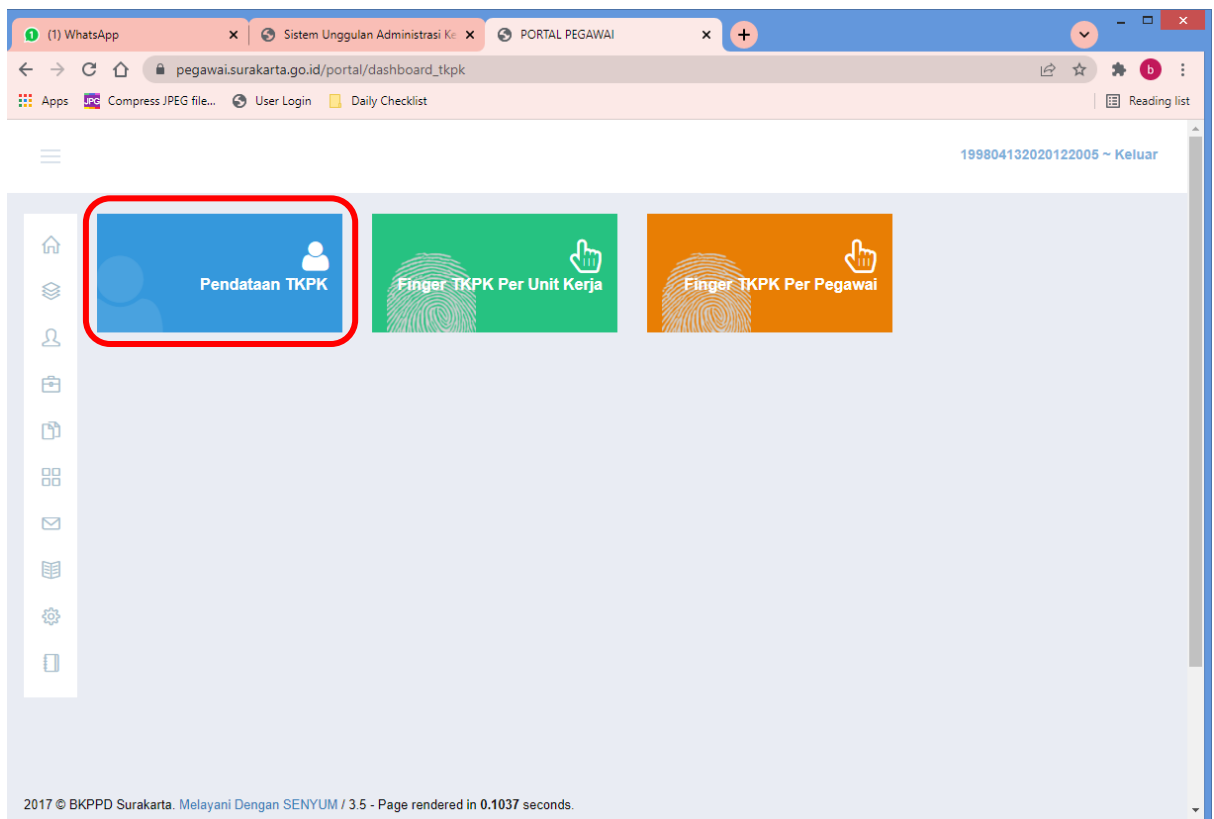 (1) WhatsApp
Sistem Unggulan Administrasi Ke
PORTAL PEGAWAI
pegawai.surakarta.go.id/portal/dashboard_tkpk
b
Apps
JPG
Compress JPEG file...
User Login
Daily Checklist
Reading list
199804132020122005 ~ Keluar
Pendataan TKPK
Finger TKPK Per Unit Kerja
Finger TKPK Per Pegawai
2017 © BKPPD Surakarta. Melayani Dengan SENYUM / 3.5 - Page rendered in 0.1037 seconds.